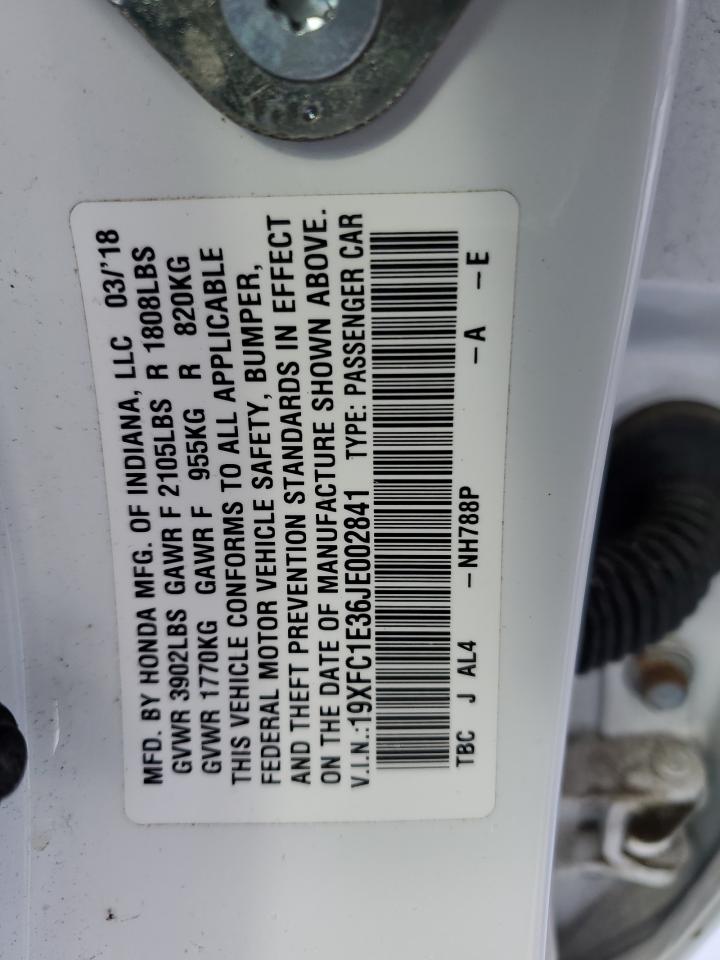 MFD. BY HONDA MFG. OF INDIANA, LLC 03/'18
GVWR 3902LBS GAWR F 2105LBS R 1808LBS
GVWR 1770KG GAWR F 955KG R 820KG
THIS VEHICLE CONFORMS TO ALL APPLICABLE
FEDERAL MOTOR VEHICLE SAFETY, BUMPER,
AND THEFT PREVENTION STANDARDS IN EFFECT
ON THE DATE OF MANUFACTURE SHOWN ABOVE.
V.I.N.:19XFC1E36JE002841 TYPE: PASSENGER CAR
TBC J AL4 -NH788P -A -E